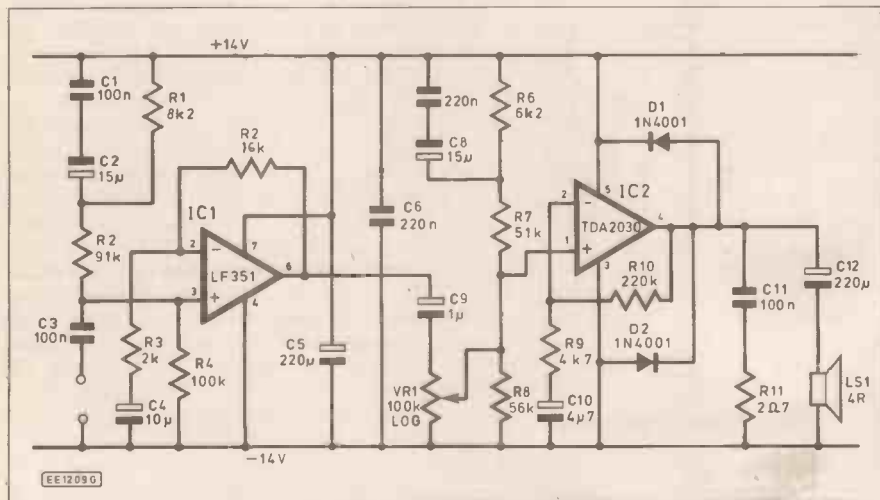 +14V
C1
100n
R1
8k2
C2
15µ
R2
91k
C3
100n
R2
16k
IC1
2
-
7
LF351
6
3
+
4
R3
2k
C4
10µ
R4
100k
C5
220µ
C6
220n
C9
1µ
VR1
100k
LOG
220n
C8
15µ
R6
6k2
R7
51k
R8
56k
D1
1N4001
2
-
5
IC2
TDA2030
4
1
+
3
R10
220k
R9
4k7
C10
4µ7
D2
1N4001
C11
100n
R11
2Ω7
C12
220µ
LS1
4R
-14V
EE1209G